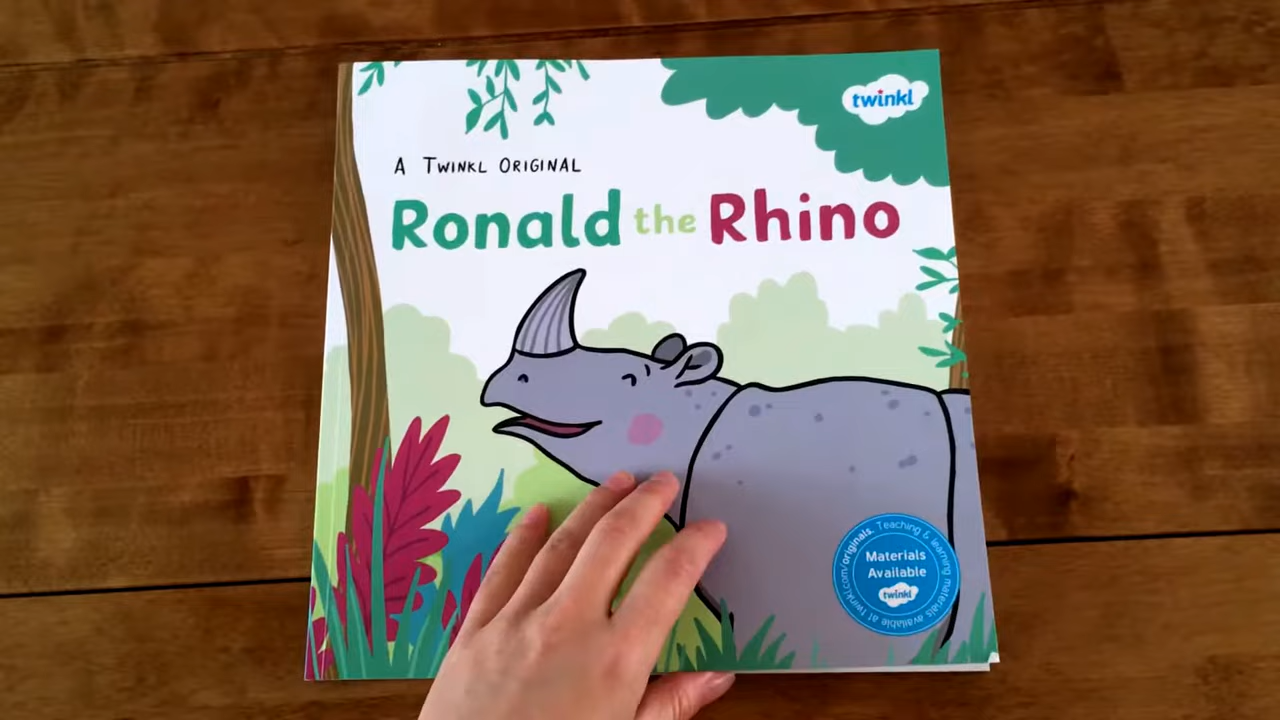 twinkl
A TWINKL ORIGINAL
Ronald the Rhino
Materials
Available
twinkl
Teaching & learning materials available at twinkl.com/originals.